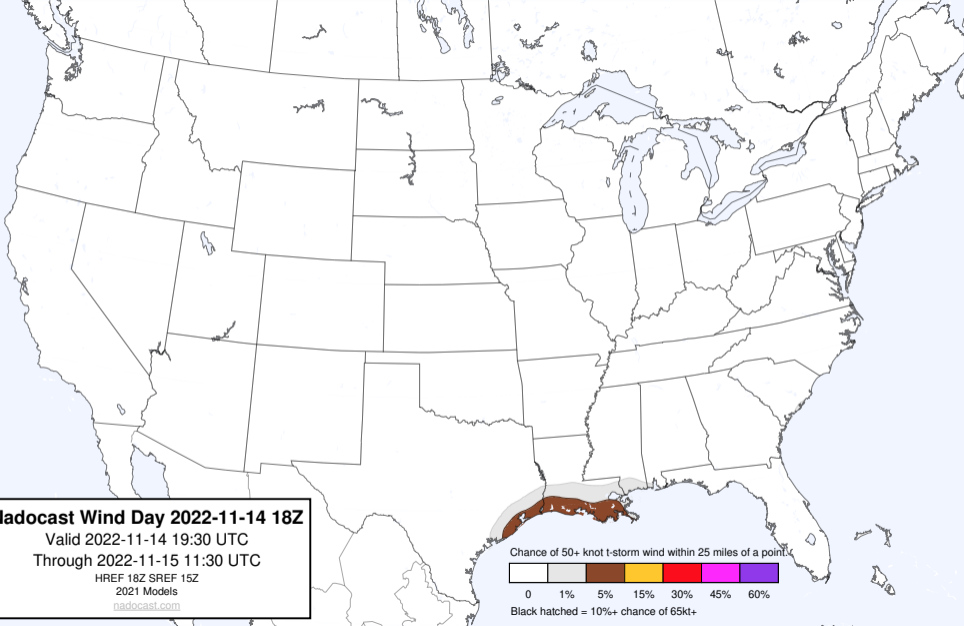 Nadocast Wind Day 2022-11-14 18Z
Valid 2022-11-14 19:30 UTC
Through 2022-11-15 11:30 UTC
HREF 18Z SREF 15Z
2021 Models
nadocast.com
Chance of 50+ knot t-storm wind within 25 miles of a point.
0 1% 5% 15% 30% 45% 60%
Black hatched = 10%+ chance of 65kt+